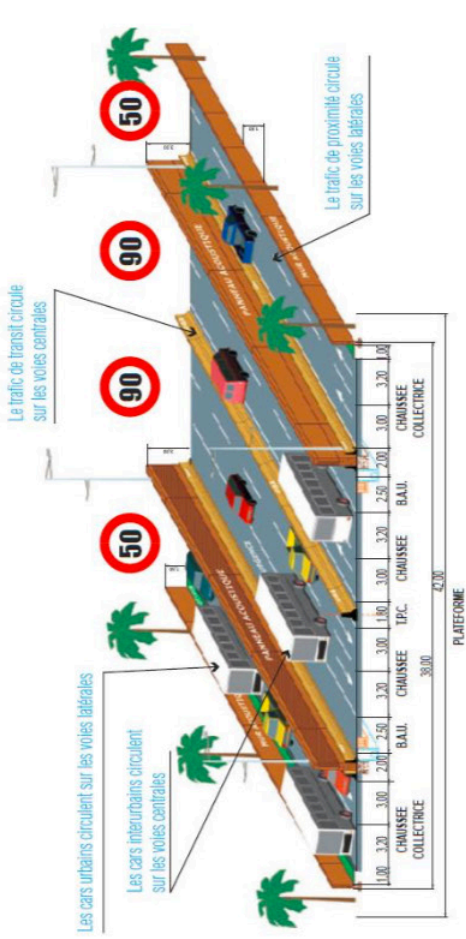 Les cars urbains circulent sur les voies latérales
Les cars interurbains circulent
sur les voies centrales
Le trafic de transit circule
sur les voies centrales
50
90
90
50
PANNEAU ACOUSTIQUE
PANNEAU ACOUSTIQUE
Le trafic de proximité circule
sur les voies latérales
1.00 3.20 3.00 2.00 2.50 3.20 3.00 1.80 3.00 3.20 2.50 2.00 3.00 3.20 1.00
CHAUSSEE
COLLECTRICE
B.A.U.
CHAUSSEE
T.P.C.
CHAUSSEE
B.A.U.
CHAUSSEE
COLLECTRICE
38.00
42.00
PLATEFORME